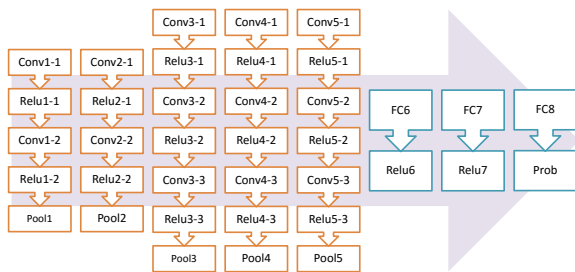 Conv1-1
Relu1-1
Conv1-2
Relu1-2
Pool1
Conv2-1
Relu2-1
Conv2-2
Relu2-2
Pool2
Conv3-1
Relu3-1
Conv3-2
Relu3-2
Conv3-3
Relu3-3
Pool3
Conv4-1
Relu4-1
Conv4-2
Relu4-2
Conv4-3
Relu4-3
Pool4
Conv5-1
Relu5-1
Conv5-2
Relu5-2
Conv5-3
Relu5-3
Pool5
FC6
Relu6
FC7
Relu7
FC8
Prob